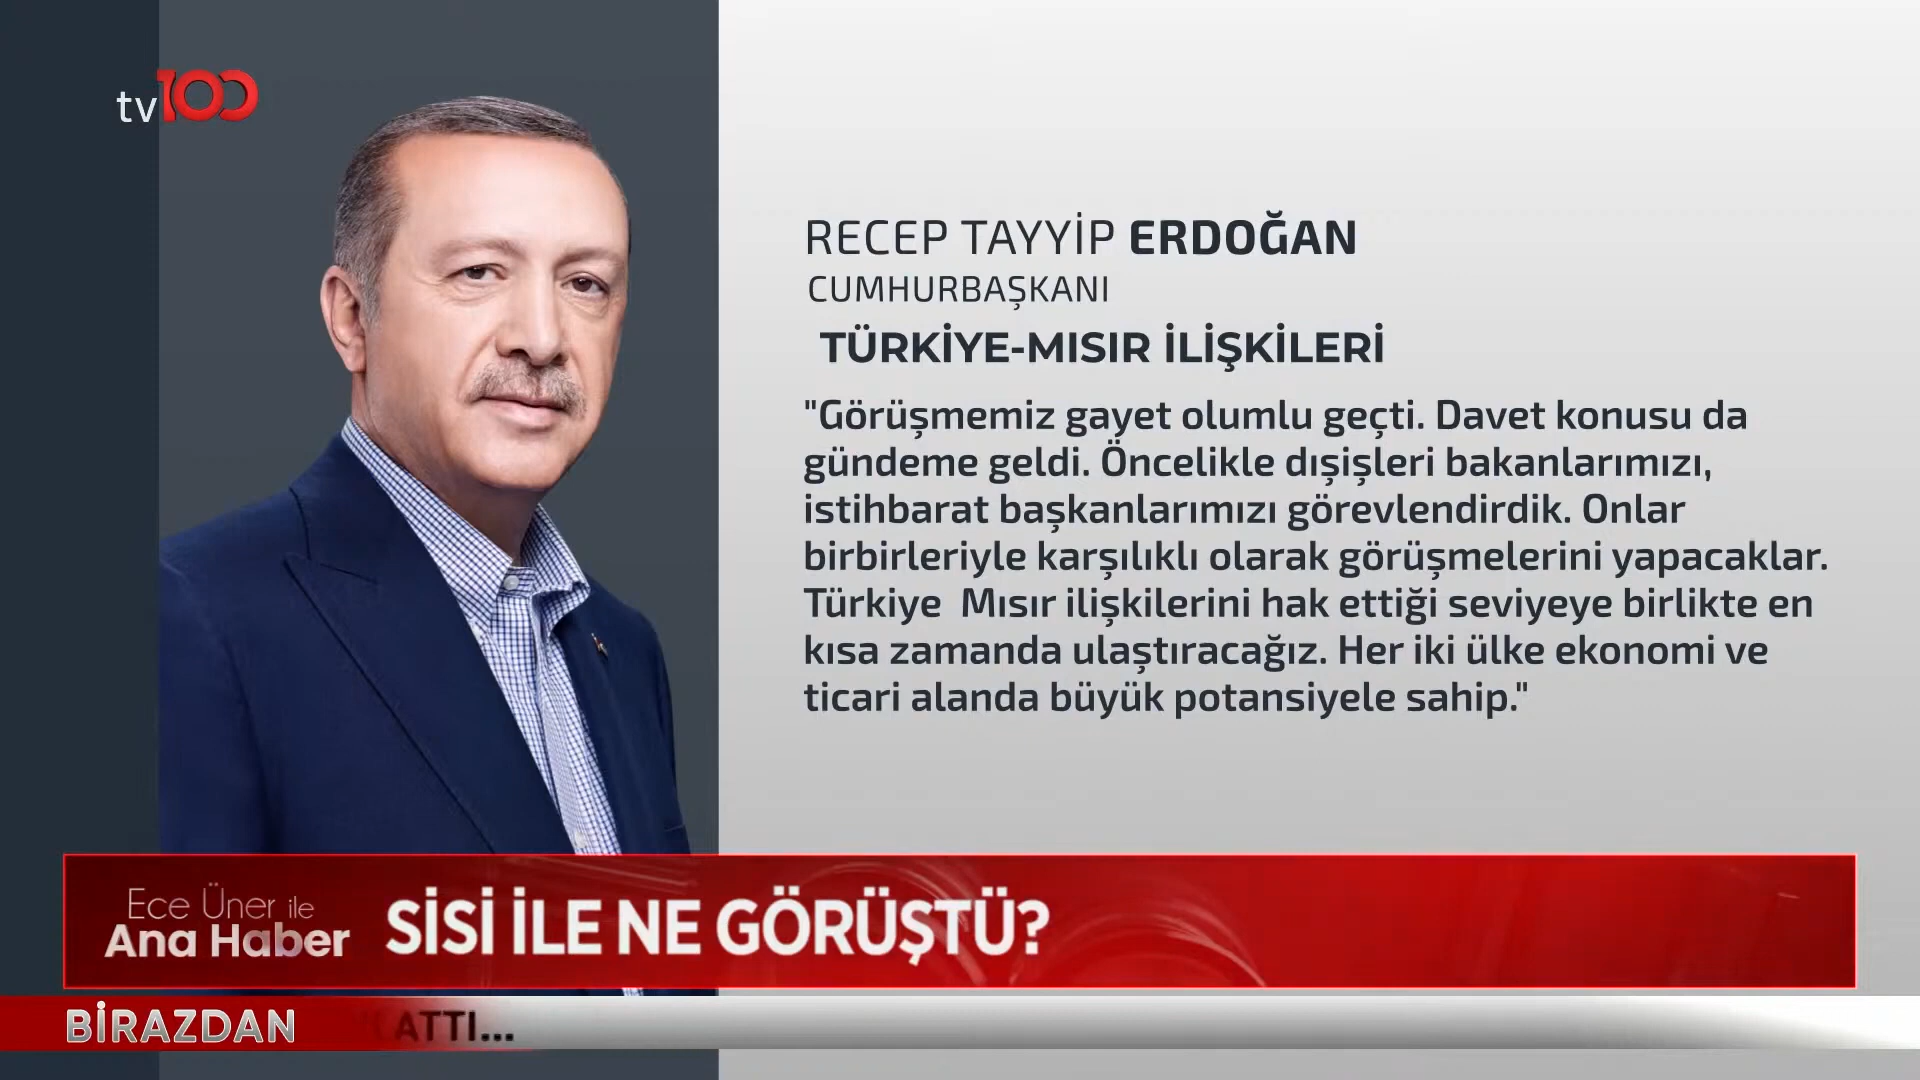 tv100
RECEP TAYYİP ERDOĞAN
CUMHURBAŞKANI
TÜRKİYE-MISIR İLİŞKİLERİ
"Görüşmemiz gayet olumlu geçti. Davet konusu da
gündeme geldi. Öncelikle dışişleri bakanlarımızı,
istihbarat başkanlarımızı görevlendirdik. Onlar
birbirleriyle karşılıklı olarak görüşmelerini yapacaklar.
Türkiye  Mısır ilişkilerini hak ettiği seviyeye birlikte en
kısa zamanda ulaştıracağız. Her iki ülke ekonomi ve
ticari alanda büyük potansiyele sahip."
Ece Üner ile
Ana Haber
SİSİ İLE NE GÖRÜŞTÜ?
BİRAZDAN
ATTI...